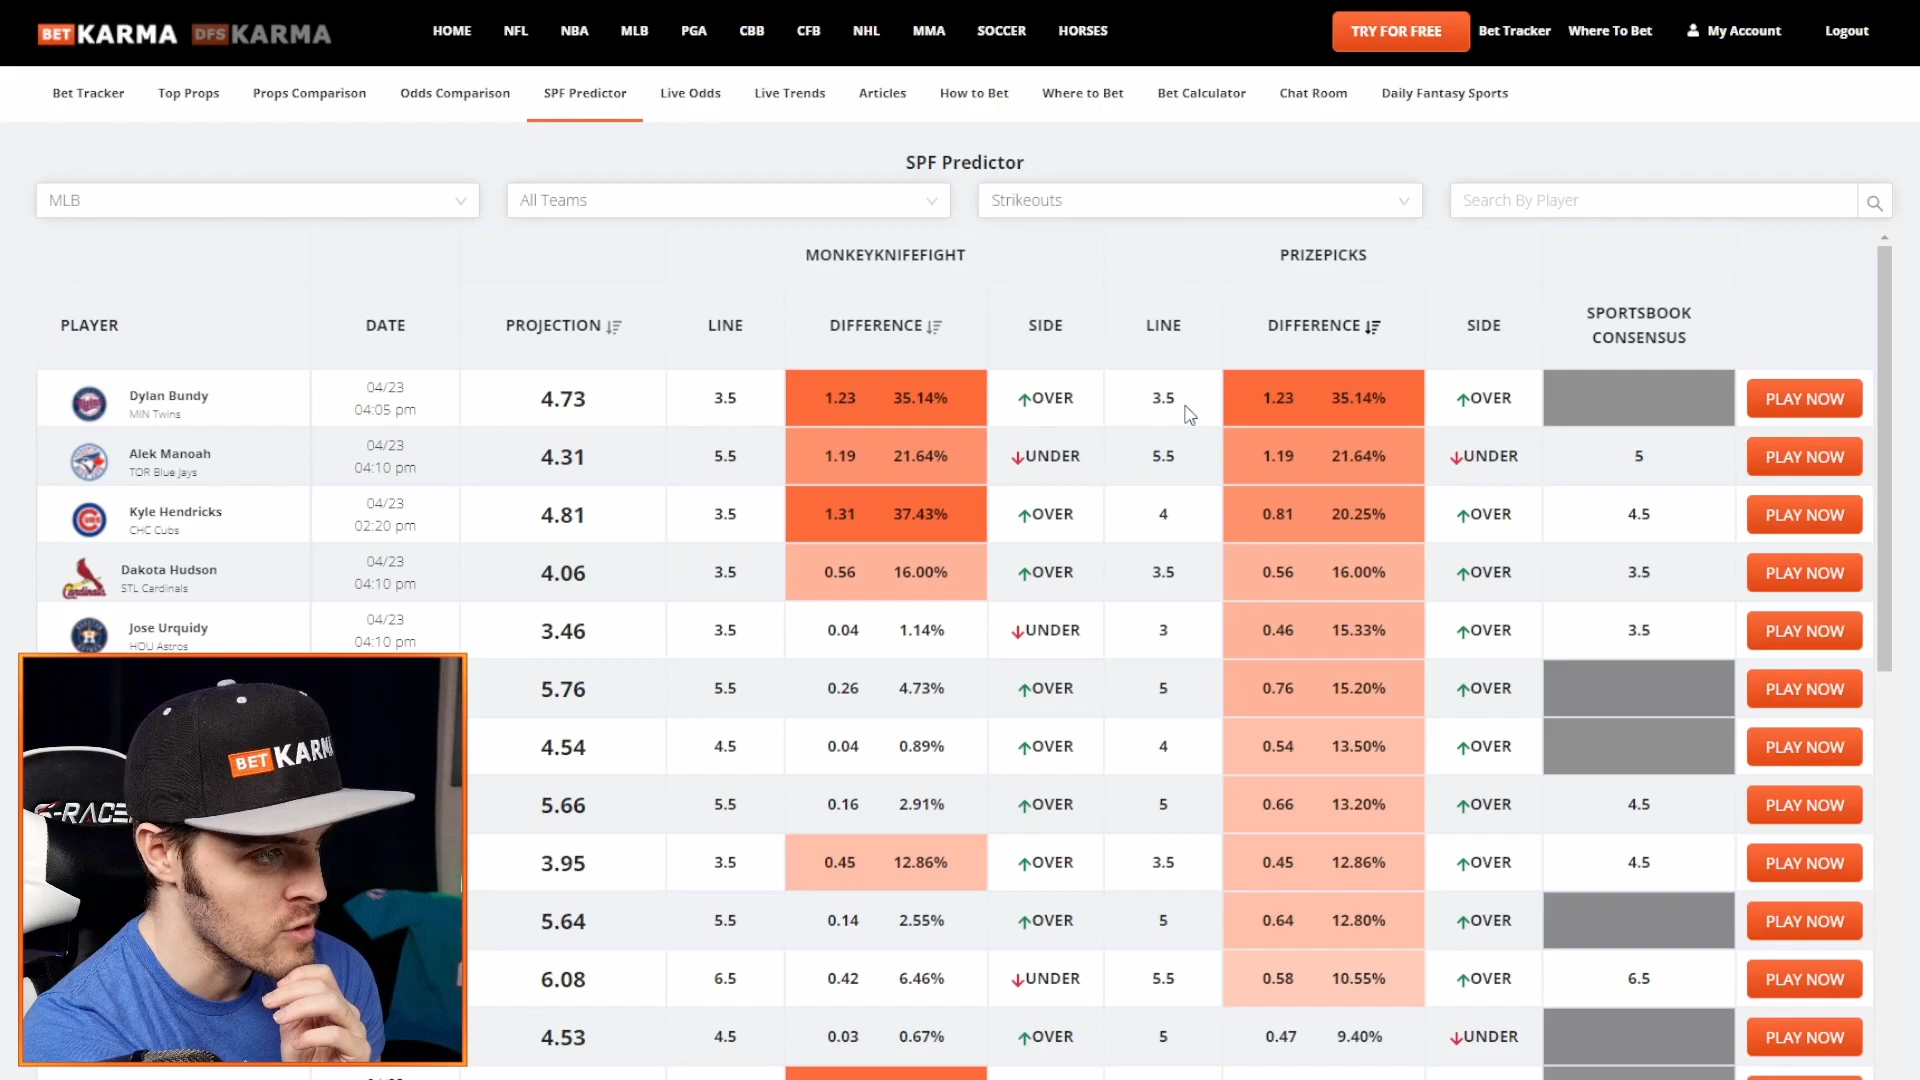 BET KARMA DFS KARMA HOME NFL NBA MLB PGA CBB CFB NHL MMA SOCCER HORSES TRY FOR FREE Bet Tracker Where To Bet My Account Logout
Bet Tracker Top Props Props Comparison Odds Comparison SPF Predictor Live Odds Live Trends Articles How to Bet Where to Bet Bet Calculator Chat Room Daily Fantasy Sports
SPF Predictor
MLB All Teams Strikeouts Search By Player
MONKEYKNIFEFIGHT PRIZEPICKS
PLAYER DATE PROJECTION LINE DIFFERENCE SIDE LINE DIFFERENCE SIDE SPORTSBOOK CONSENSUS
Dylan Bundy MIN Twins 04/23 04:05 pm 4.73 3.5 1.23 35.14% OVER 3.5 1.23 35.14% OVER PLAY NOW
Alek Manoah TOR Blue Jays 04/23 04:10 pm 4.31 5.5 1.19 21.64% UNDER 5.5 1.19 21.64% UNDER 5 PLAY NOW
Kyle Hendricks CHC Cubs 04/23 02:20 pm 4.81 3.5 1.31 37.43% OVER 4 0.81 20.25% OVER 4.5 PLAY NOW
Dakota Hudson STL Cardinals 04/23 04:10 pm 4.06 3.5 0.56 16.00% OVER 3.5 0.56 16.00% OVER 3.5 PLAY NOW
Jose Urquidy HOU Astros 04/23 04:10 pm 3.46 3.5 0.04 1.14% UNDER 3 0.46 15.33% OVER 3.5 PLAY NOW
5.76 5.5 0.26 4.73% OVER 5 0.76 15.20% OVER PLAY NOW
4.54 4.5 0.04 0.89% OVER 4 0.54 13.50% OVER PLAY NOW
5.66 5.5 0.16 2.91% OVER 5 0.66 13.20% OVER 4.5 PLAY NOW
3.95 3.5 0.45 12.86% OVER 3.5 0.45 12.86% OVER 4.5 PLAY NOW
5.64 5.5 0.14 2.55% OVER 5 0.64 12.80% OVER PLAY NOW
6.08 6.5 0.42 6.46% UNDER 5.5 0.58 10.55% OVER 6.5 PLAY NOW
4.53 4.5 0.03 0.67% OVER 5 0.47 9.40% UNDER PLAY NOW
BET KARMA